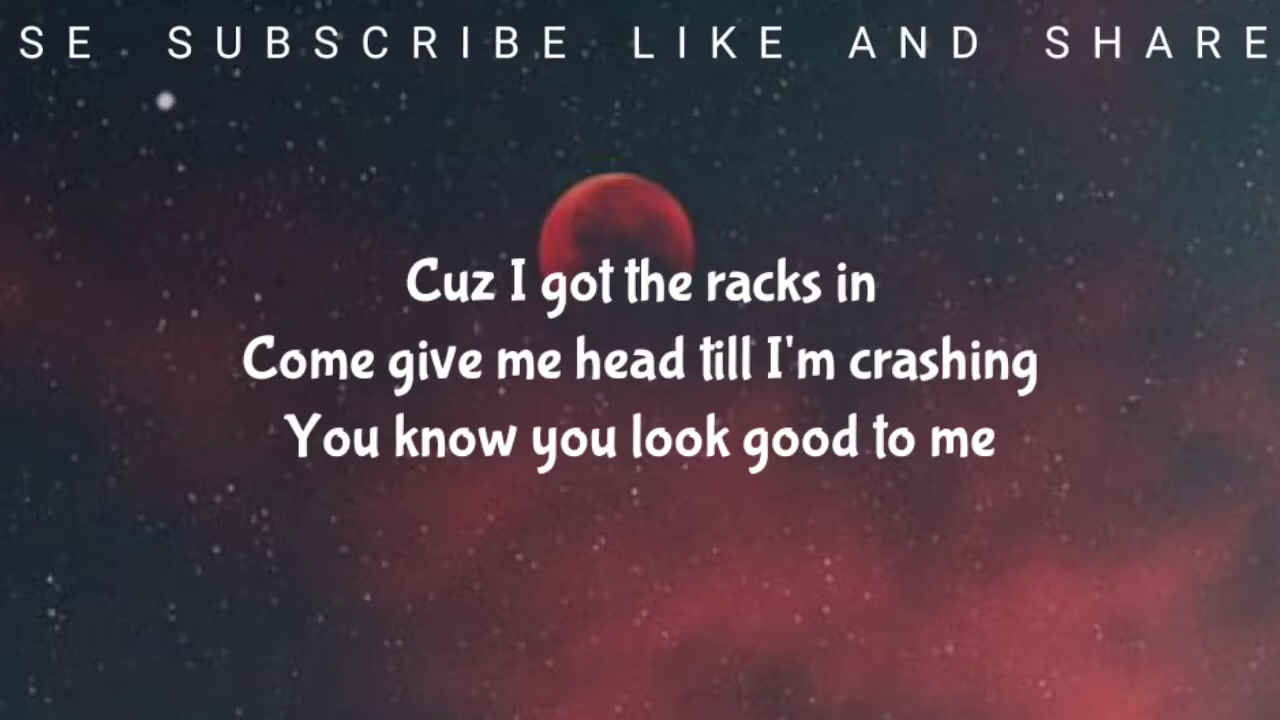 SE SUBSCRIBE LIKE AND SHARE
Cuz I got the racks in
Come give me head till I'm crashing
You know you look good to me